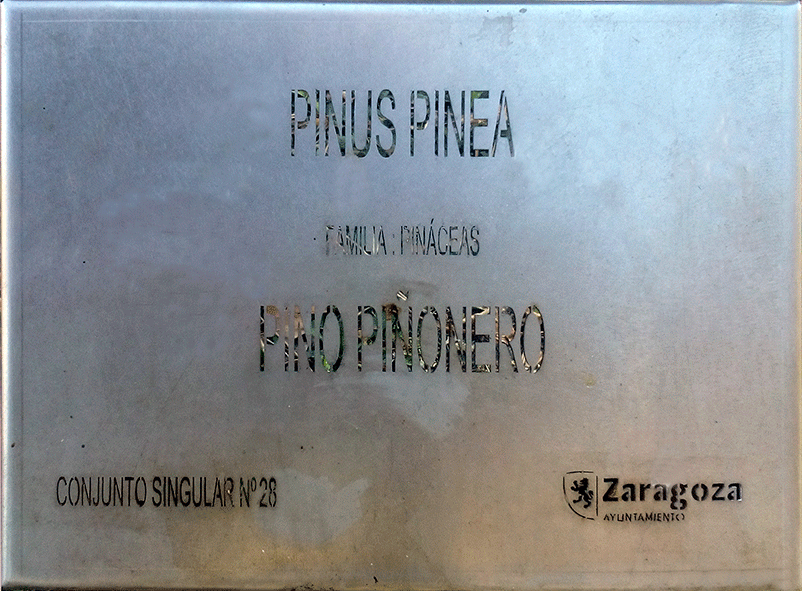 PINUS PINEA
FAMILIA : PINÁCEAS
PINO PIÑONERO
CONJUNTO SINGULAR Nº 28
Zaragoza
AYUNTAMIENTO